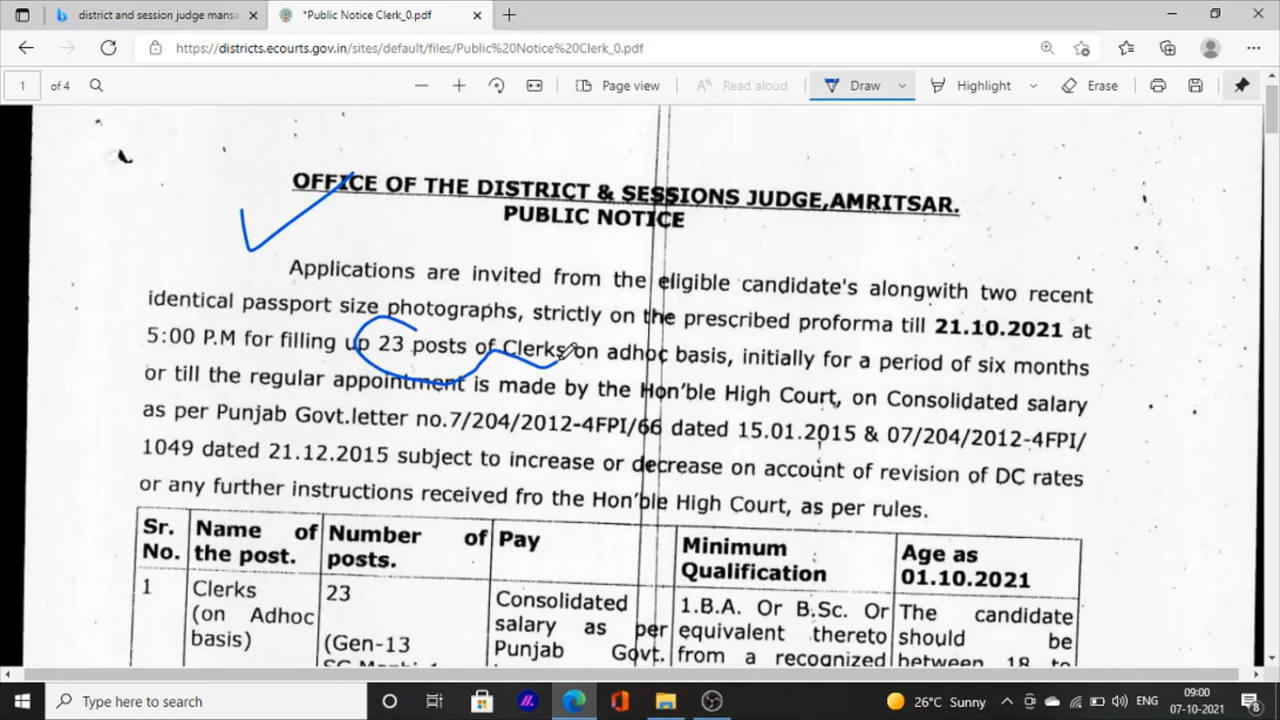 district and session judge mansa
*Public Notice Clerk_0.pdf
https://districts.ecourts.gov.in/sites/default/files/Public%20Notice%20Clerk_0.pdf
1 of 4 Page view Read aloud Draw Highlight Erase
OFFICE OF THE DISTRICT & SESSIONS JUDGE,AMRITSAR.
PUBLIC NOTICE
Applications are invited from the eligible candidate's alongwith two recent
identical passport size photographs, strictly on the prescribed proforma till 21.10.2021 at
5:00 P.M for filling up 23 posts of Clerks on adhoc basis, initially for a period of six months
or till the regular appointment is made by the Hon'ble High Court, on Consolidated salary
as per Punjab Govt.letter no.7/204/2012-4FPI/66 dated 15.01.2015 & 07/204/2012-4FPI/
1049 dated 21.12.2015 subject to increase or decrease on account of revision of DC rates
or any further instructions received fro the Hon'ble High Court, as per rules.
Sr. No.
Name of the post.
Number of posts.
Pay
Minimum Qualification
Age as 01.10.2021
1
Clerks
(on Adhoc
basis)
23
(Gen-13
Consolidated
salary as per
Punjab Govt.
1.B.A. Or B.Sc. Or
equivalent thereto
from a recognized
The candidate
should be
between 18 to
Type here to search
26°C Sunny
ENG
09:00
07-10-2021
8